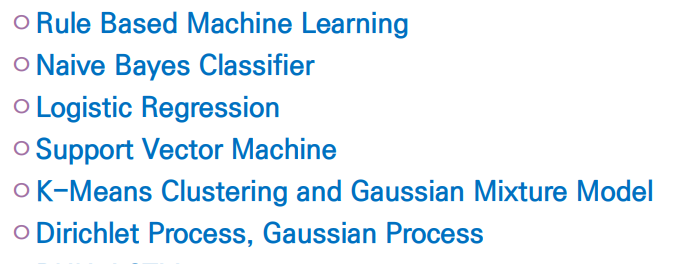 Rule Based Machine Learning
Naive Bayes Classifier
Logistic Regression
Support Vector Machine
K-Means Clustering and Gaussian Mixture Model
Dirichlet Process, Gaussian Process